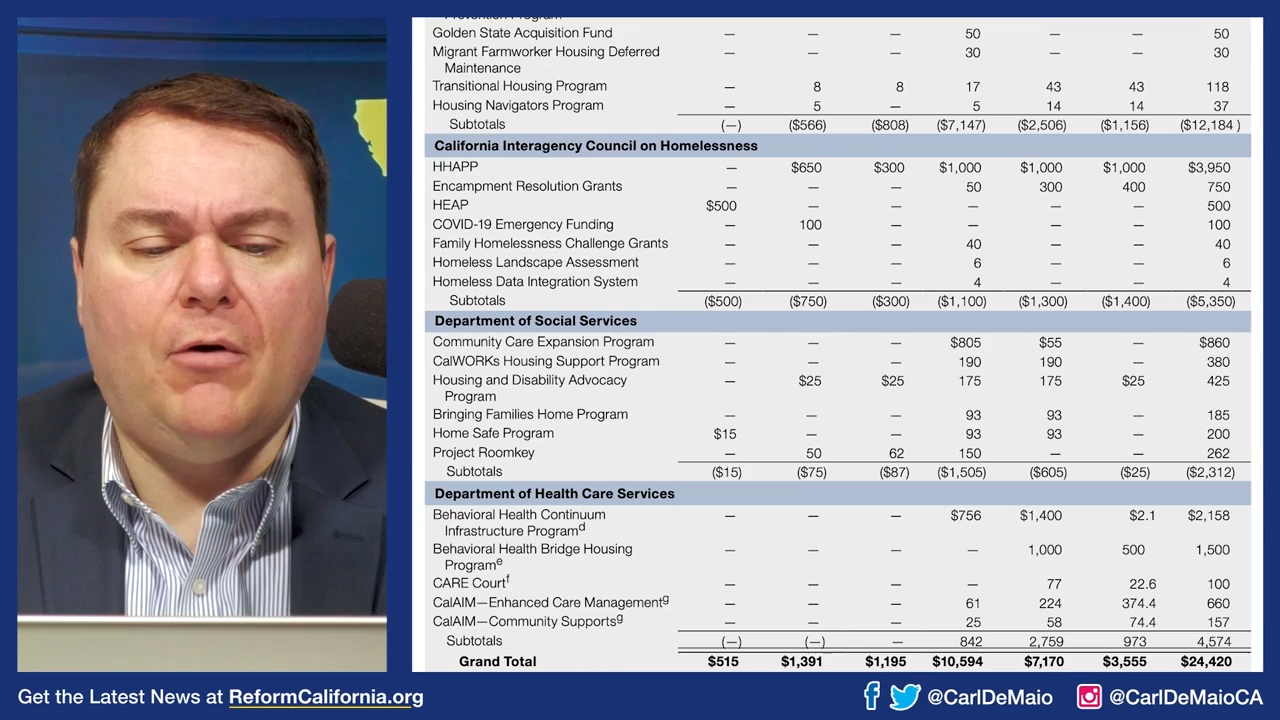 Prevention Program
Golden State Acquisition Fund — — — 50 — — 50
Migrant Farmworker Housing Deferred — — — 30 — — 30
Maintenance
Transitional Housing Program — 8 8 17 43 43 118
Housing Navigators Program — 5 — 5 14 14 37
Subtotals (—) ($566) ($808) ($7,147) ($2,506) ($1,156) ($12,184 )
California Interagency Council on Homelessness
HHAPP — $650 $300 $1,000 $1,000 $1,000 $3,950
Encampment Resolution Grants — — — 50 300 400 750
HEAP $500 — — — — — 500
COVID-19 Emergency Funding — 100 — — — — 100
Family Homelessness Challenge Grants — — — 40 — — 40
Homeless Landscape Assessment — — — 6 — — 6
Homeless Data Integration System — — — 4 — — 4
Subtotals ($500) ($750) ($300) ($1,100) ($1,300) ($1,400) ($5,350)
Department of Social Services
Community Care Expansion Program — — — $805 $55 — $860
CalWORKs Housing Support Program — — — 190 190 — 380
Housing and Disability Advocacy — $25 $25 175 175 $25 425
Program
Bringing Families Home Program — — — 93 93 — 185
Home Safe Program $15 — — 93 93 — 200
Project Roomkey — 50 62 150 — — 262
Subtotals ($15) ($75) ($87) ($1,505) ($605) ($25) ($2,312)
Department of Health Care Services
Behavioral Health Continuum — — — $756 $1,400 $2.1 $2,158
Infrastructure Programd
Behavioral Health Bridge Housing — — — — 1,000 500 1,500
Programe
CARE Courtf — — — — 77 22.6 100
CalAIM—Enhanced Care Managementg — — — 61 224 374.4 660
CalAIM—Community Supportsg — — — 25 58 74.4 157
Subtotals (—) (—) — 842 2,759 973 4,574
Grand Total $515 $1,391 $1,195 $10,594 $7,170 $3,555 $24,420
Get the Latest News at ReformCalifornia.org
@CarlDeMaio
@CarlDeMaioCA